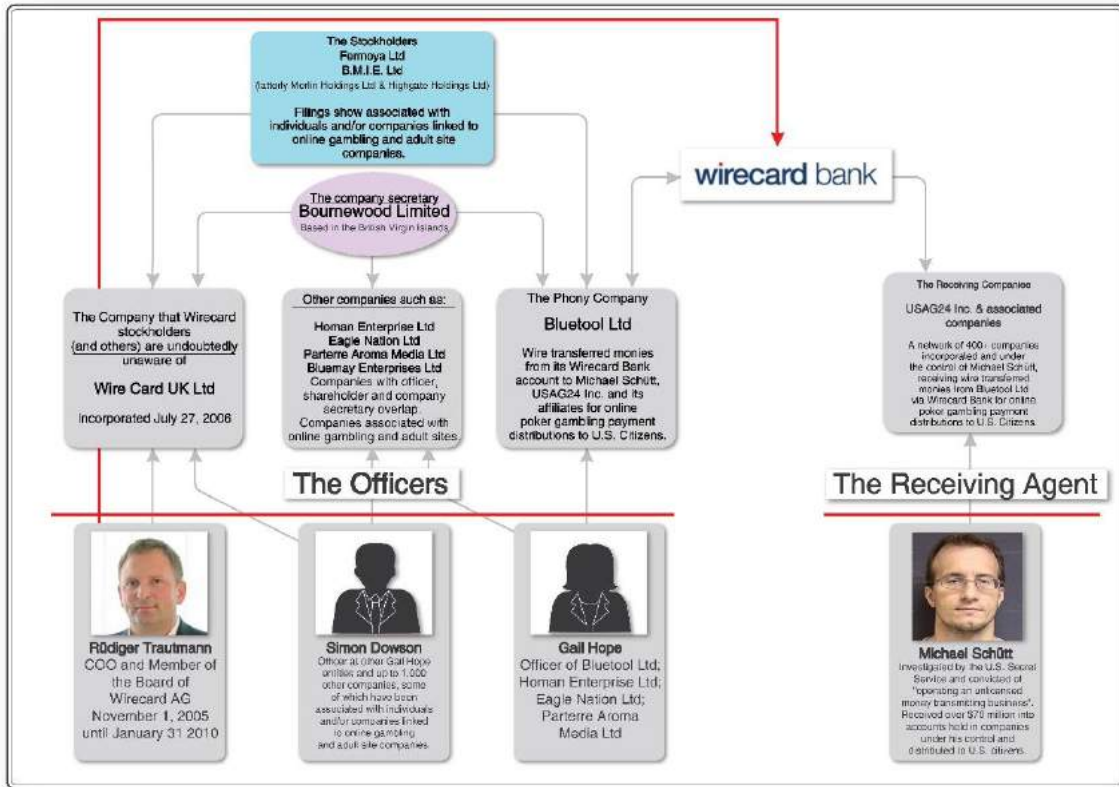 The Stockholders
Fermoya Ltd
B.M.I.E. Ltd
(latterly Merlin Holdings Ltd & Highgate Holdings Ltd)
Filings show associated with
individuals and/or companies linked to
online gambling and adult site
companies.
wirecard bank
The company secretary
Bournewood Limited
Based in the British Virgin Islands
The Company that Wirecard
stockholders
(and others) are undoubtedly
unaware of
Wire Card UK Ltd
Incorporated July 27, 2006
Other companies such as:
Homan Enterprise Ltd
Eagle Nation Ltd
Parterre Aroma Media Ltd
Bluemay Enterprises Ltd
Companies with officer,
shareholder and company
secretary overlap.
Companies associated with
online gambling and adult sites.
The Phony Company
Bluetool Ltd
Wire transferred monies
from its Wirecard Bank
account to Michael Schütt,
USAG24 Inc. and its
affiliates for online
poker gambling payment
distributions to U.S. Citizens.
The Receiving Companies
USAG24 Inc. & associated
companies
A network of 400+ companies
incorporated and under
the control of Michael Schütt,
receiving wire transferred
monies from Bluetool Ltd
via Wirecard Bank for online
poker gambling payment
distributions to U.S. Citizens.
The Officers
The Receiving Agent
Rüdiger Trautmann
COO and Member of
the Board of
Wirecard AG
November 1, 2005
until January 31 2010
Simon Dowson
Officer at other Gail Hope
entities and up to 1,000
other companies, some
of which have been
associated with individuals
and/or companies linked
to online gambling
and adult site companies.
Gail Hope
Officer of Bluetool Ltd;
Homan Enterprise Ltd;
Eagle Nation Ltd;
Parterre Aroma
Media Ltd
Michael Schütt
Investigated by the U.S. Secret
Service and convicted of
"operating an unlicensed
money transmitting business".
Received over $70 million into
accounts held in companies
under his control and
distributed to U.S. citizens.